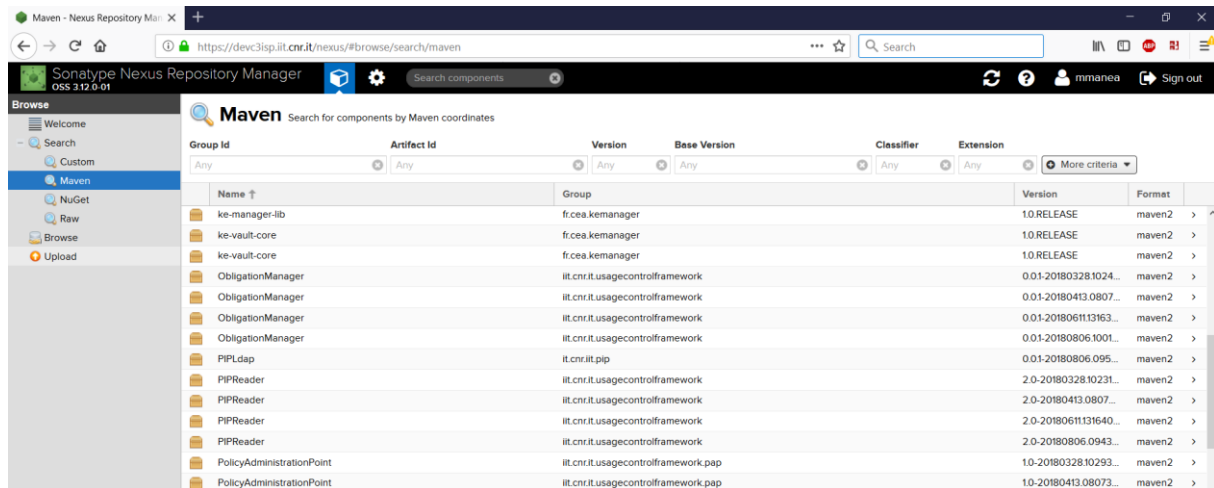 Maven - Nexus Repository Man
https://devc3isp.iit.cnr.it/nexus/#browse/search/maven
Search
Sonatype Nexus Repository Manager
OSS 3.12.0-01
Search components
mmanea
Sign out
Browse
Welcome
Search
Custom
Maven
NuGet
Raw
Browse
Upload
Maven Search for components by Maven coordinates
Group Id Artifact Id Version Base Version Classifier Extension
Any Any Any Any Any Any More criteria
Name Group Version Format
ke-manager-lib fr.cea.kemanager 1.0.RELEASE maven2
ke-vault-core fr.cea.kemanager 1.0.RELEASE maven2
ke-vault-core fr.cea.kemanager 1.0.RELEASE maven2
ObligationManager iit.cnr.it.usagecontrolframework 0.0.1-20180328.1024... maven2
ObligationManager iit.cnr.it.usagecontrolframework 0.0.1-20180413.0807... maven2
ObligationManager iit.cnr.it.usagecontrolframework 0.0.1-20180611.13163... maven2
ObligationManager iit.cnr.it.usagecontrolframework 0.0.1-20180806.1001... maven2
PIPLdap it.cnr.iit.pip 0.0.1-20180806.095... maven2
PIPReader iit.cnr.it.usagecontrolframework 2.0-20180328.10231... maven2
PIPReader iit.cnr.it.usagecontrolframework 2.0-20180413.0807... maven2
PIPReader iit.cnr.it.usagecontrolframework 2.0-20180611.131640... maven2
PIPReader iit.cnr.it.usagecontrolframework 2.0-20180806.0943... maven2
PolicyAdministrationPoint iit.cnr.it.usagecontrolframework.pap 1.0-20180328.10293... maven2
PolicyAdministrationPoint iit.cnr.it.usagecontrolframework.pap 1.0-20180413.08073... maven2